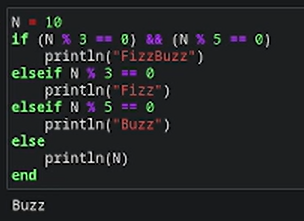 N = 10
if (N % 3 == 0) && (N % 5 == 0)
    println("FizzBuzz")
elseif N % 3 == 0
    println("Fizz")
elseif N % 5 == 0
    println("Buzz")
else
    println(N)
end
Buzz